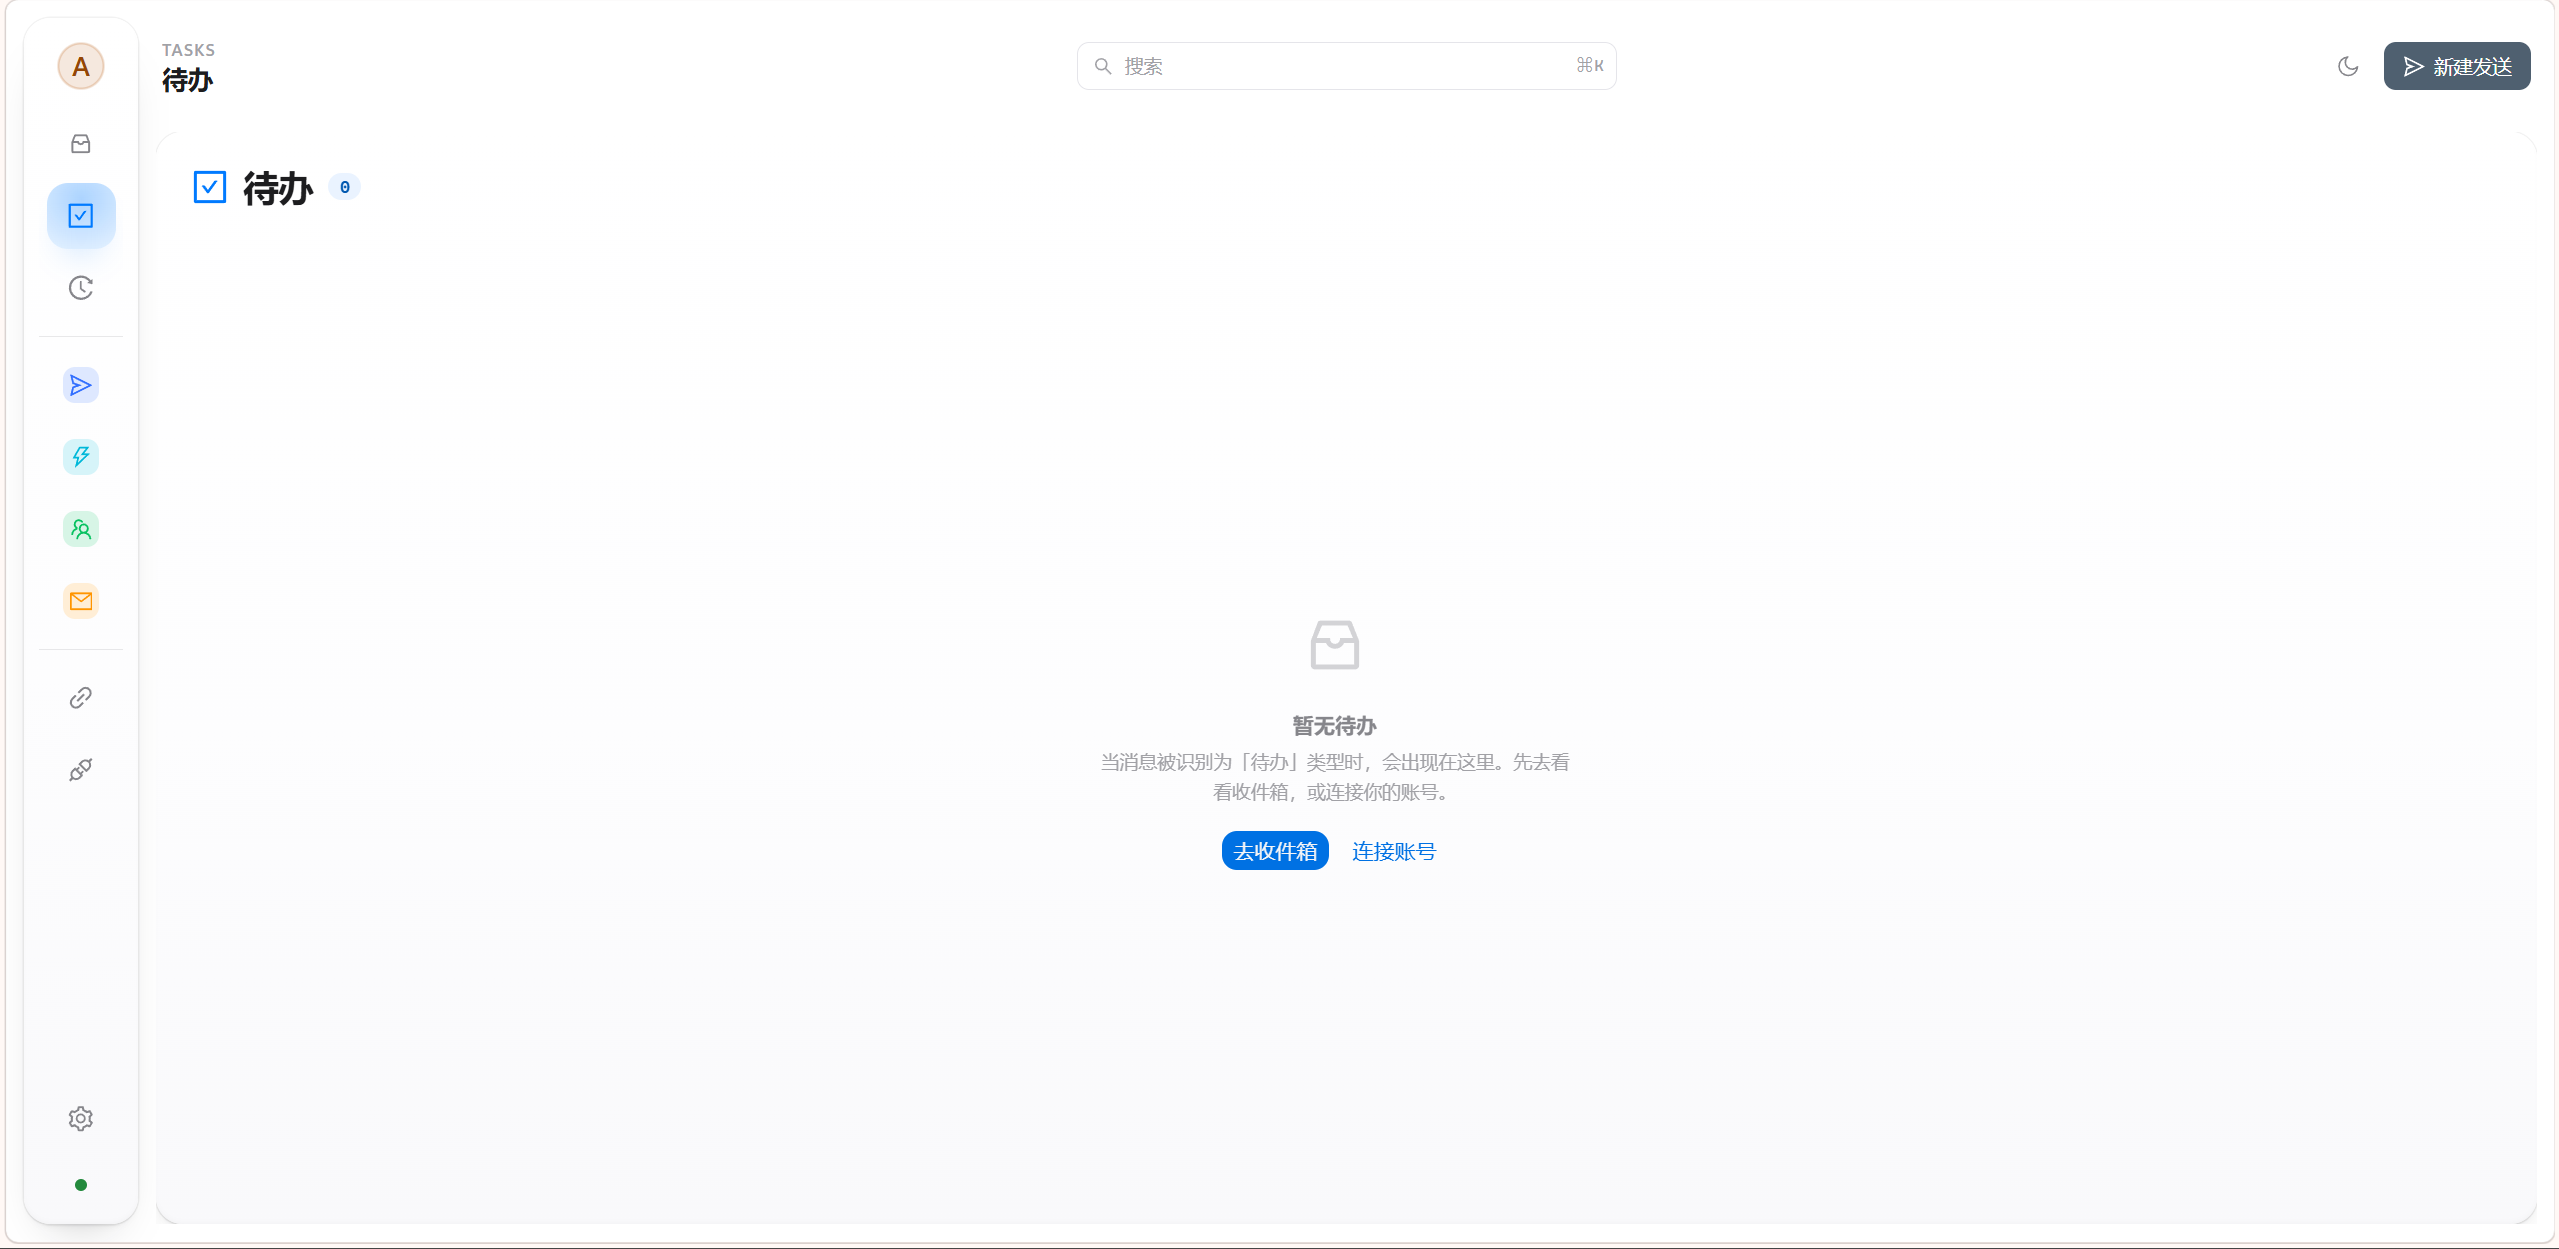 A
TASKS
待办
搜索
⌘K
新建发送
待办
0
暂无待办
当消息被识别为「待办」类型时，会出现在这里。先去看
看收件箱，或连接你的账号。
去收件箱
连接账号